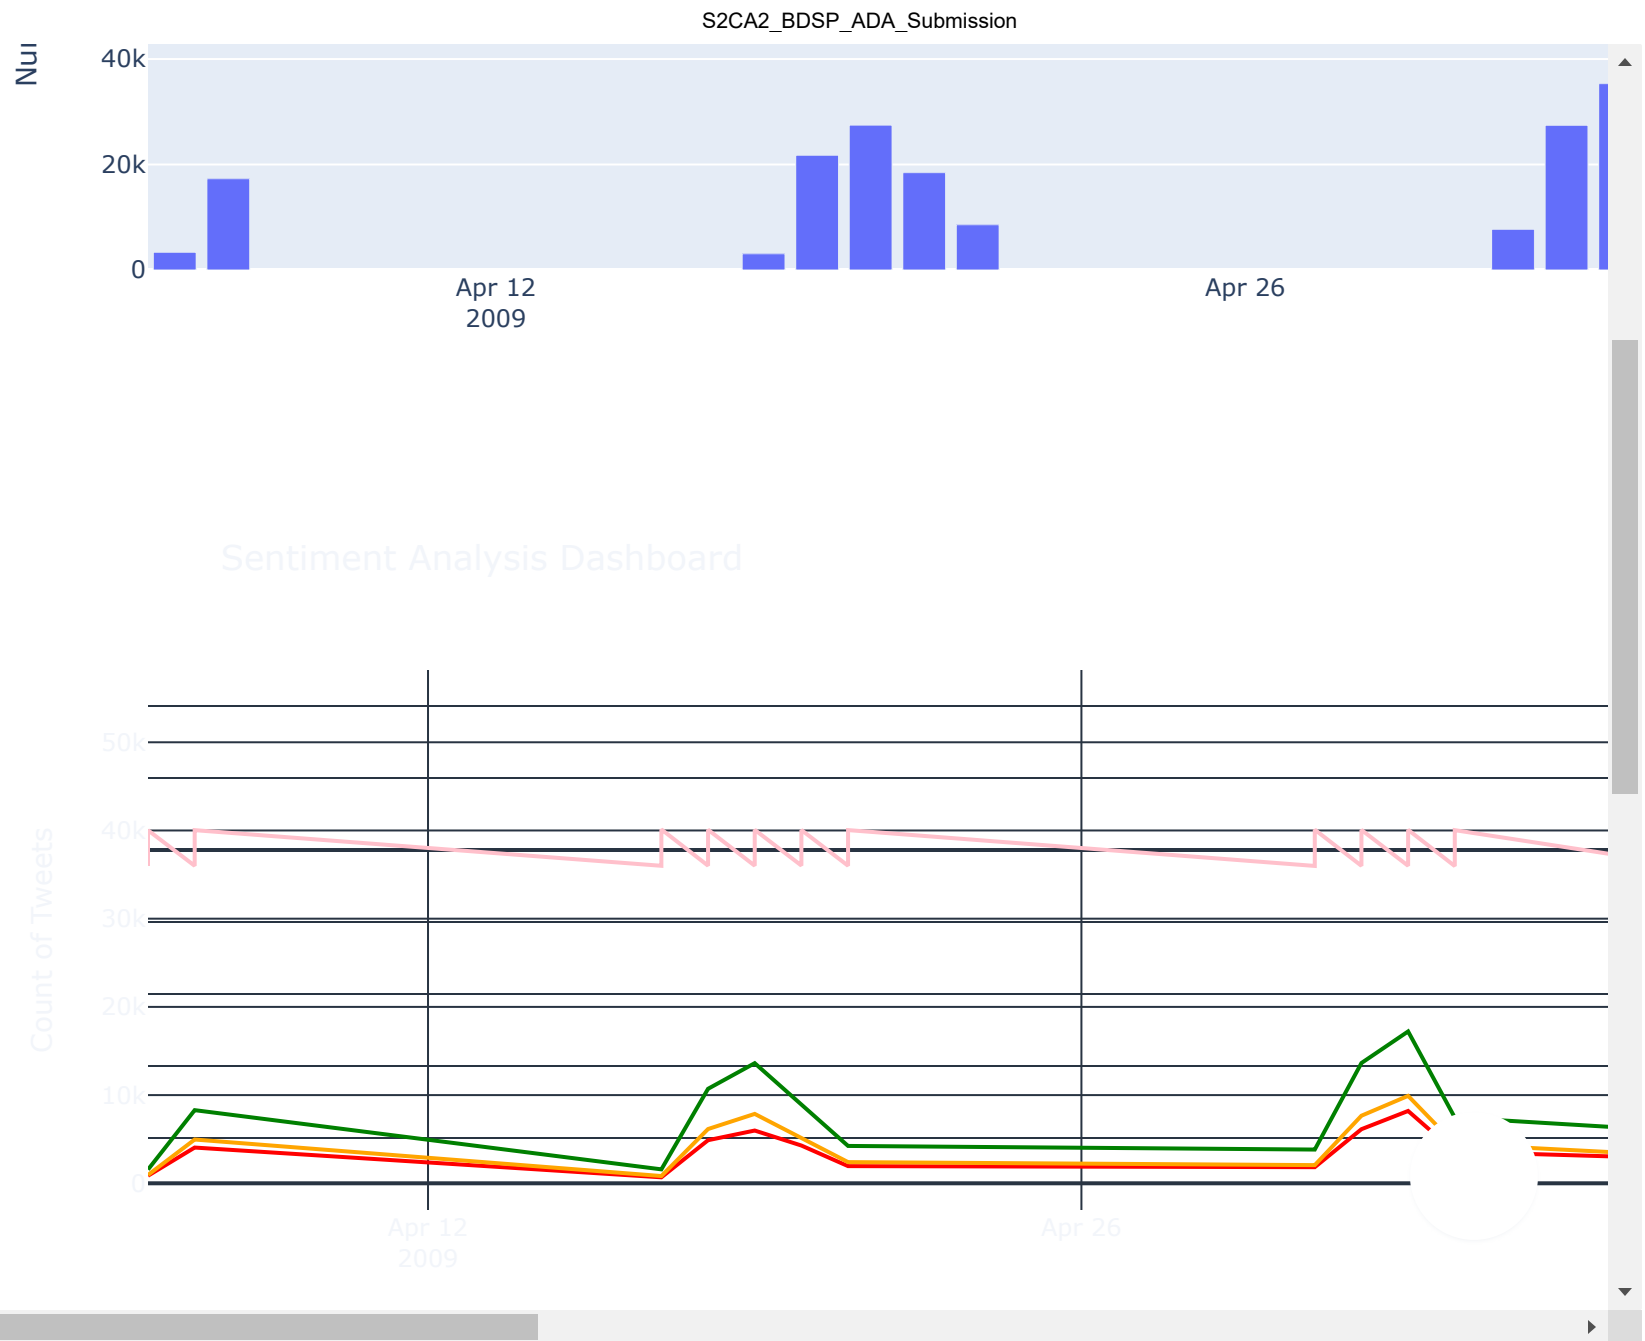 S2CA2_BDSP_ADA_Submission
40k
20k
0
Apr 12
2009
Apr 26
Sentiment Analysis Dashboard
Count of Tweets
50k
40k
30k
20k
10k
0
Apr 12
2009
Apr 26